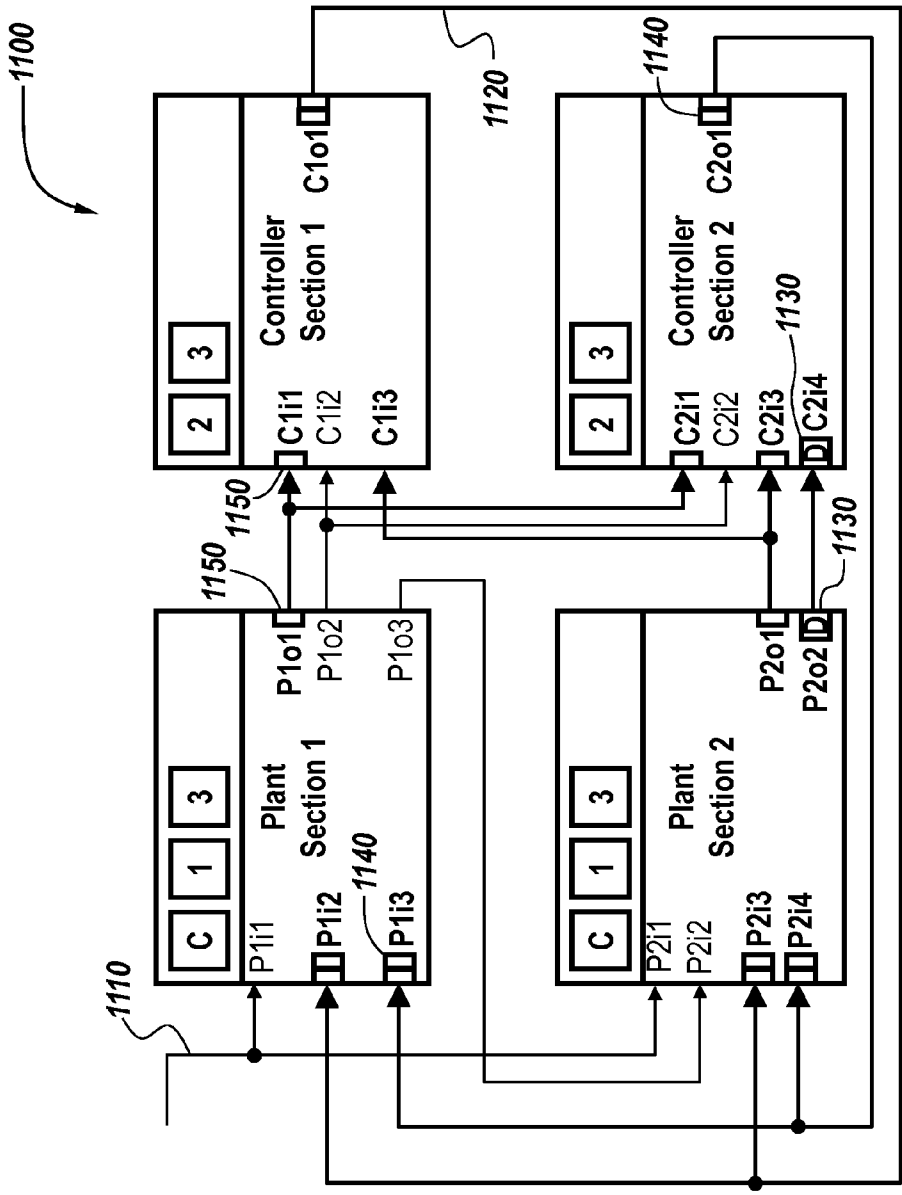 1100
1110
C
1
3
P1i1
Plant
Section 1
P1o1
1150
P1i2
P1o2
P1i3
1140
P1o3
2
3
1150
C1i1
Controller
Section 1
C1o1
C1i2
C1i3
1120
C
1
3
P2i1
Plant
Section 2
P2i2
P2i3
P2o1
P2i4
P2o2
D
1130
2
3
C2i1
Controller
Section 2
C2o1
1140
C2i2
C2i3
1130
D
C2i4